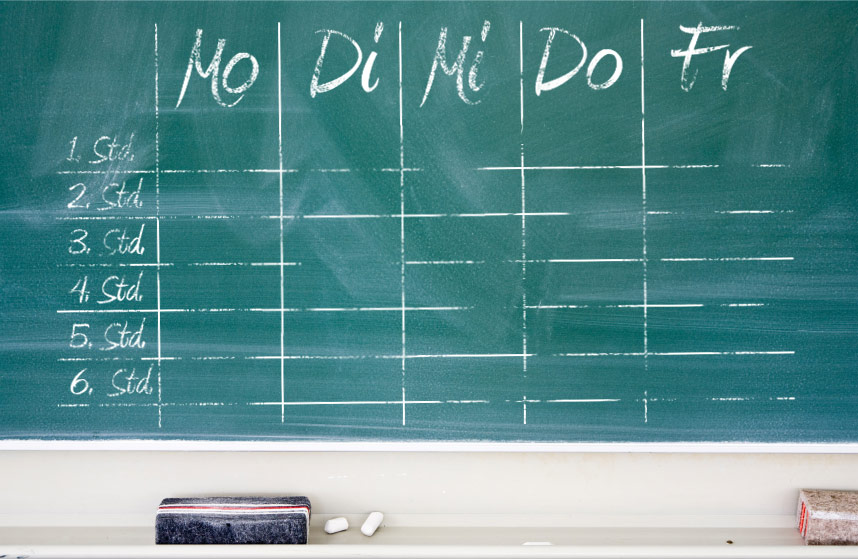 Mo Di Mi Do Fr
1. Std.
2. Std.
3. Std.
4. Std.
5. Std.
6. Std.